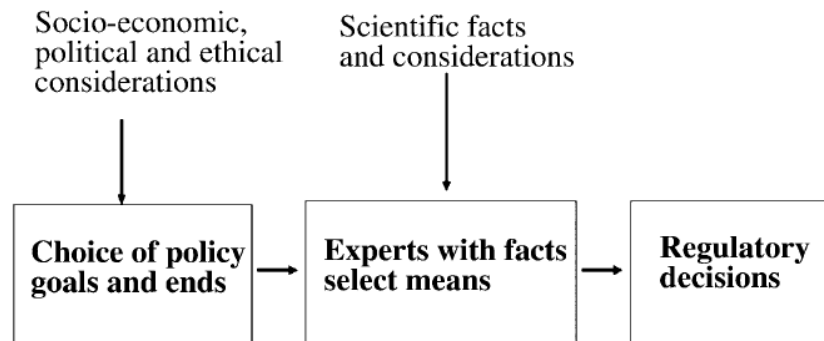 Socio-economic,
political and ethical
considerations
Scientific facts
and considerations
Choice of policy
goals and ends
Experts with facts
select means
Regulatory
decisions